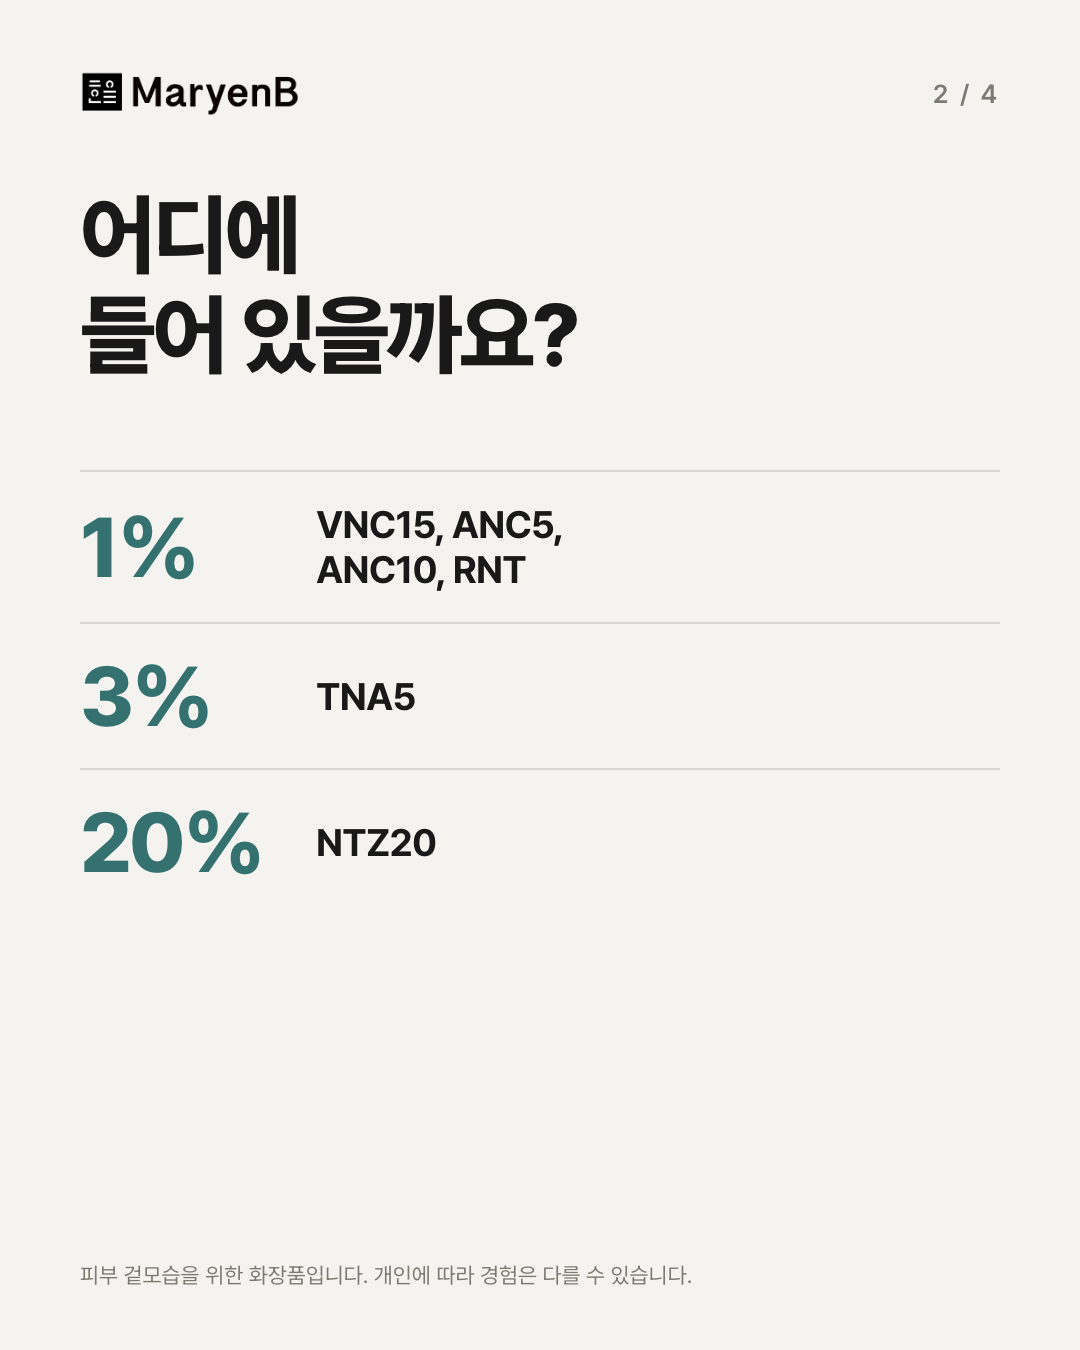 MaryenB
2 / 4
어디에
들어 있을까요?
1%
VNC15, ANC5,
ANC10, RNT
3%
TNA5
20%
NTZ20
피부 겉모습을 위한 화장품입니다. 개인에 따라 경험은 다를 수 있습니다.